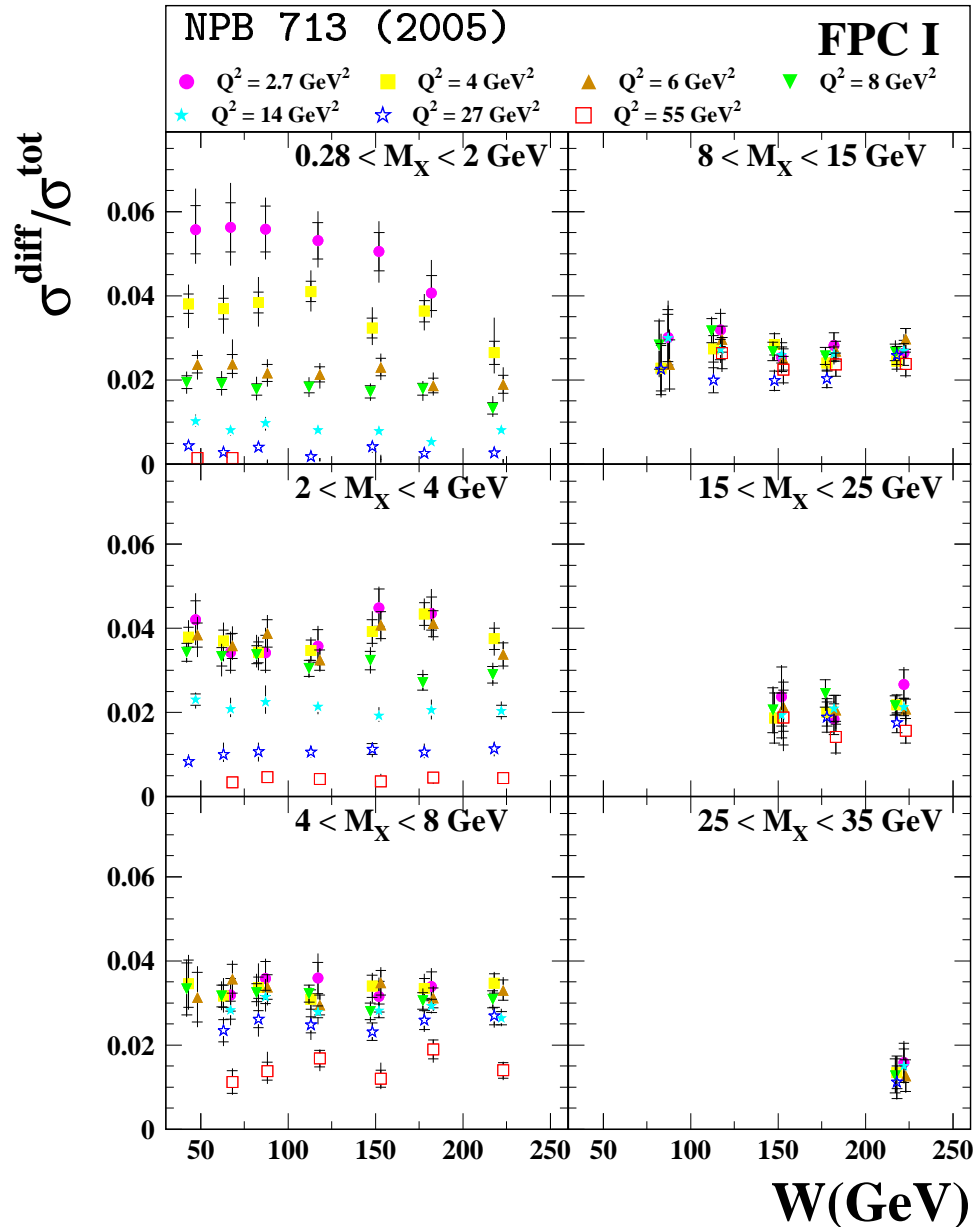 NPB 713 (2005)
FPC I
Q² = 2.7 GeV² Q² = 4 GeV² Q² = 6 GeV² Q² = 8 GeV²
Q² = 14 GeV² Q² = 27 GeV² Q² = 55 GeV²
σ^diff/σ^tot
0.28 < M_X < 2 GeV
8 < M_X < 15 GeV
0.06
0.04
0.02
0
2 < M_X < 4 GeV
15 < M_X < 25 GeV
0.06
0.04
0.02
0
4 < M_X < 8 GeV
25 < M_X < 35 GeV
0.06
0.04
0.02
0
50 100 150 200 250 50 100 150 200 250
W(GeV)